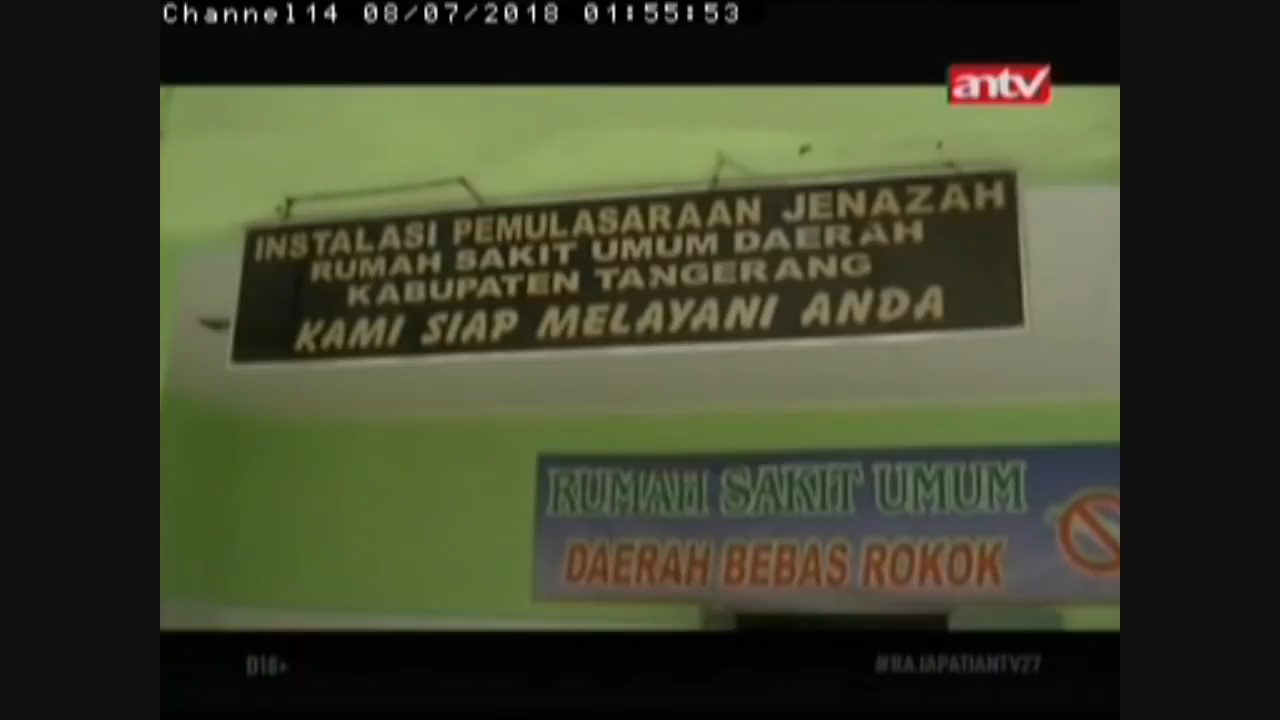 Channel14 08/07/2018 01:55:53
antv
INSTALASI PEMULASARAAN JENAZAH
RUMAH SAKIT UMUM DAERAH
KABUPATEN TANGERANG
KAMI SIAP MELAYANI ANDA
RUMAH SAKIT UMUM
DAERAH BEBAS ROKOK
D18+
#RAJAPATIANTV27